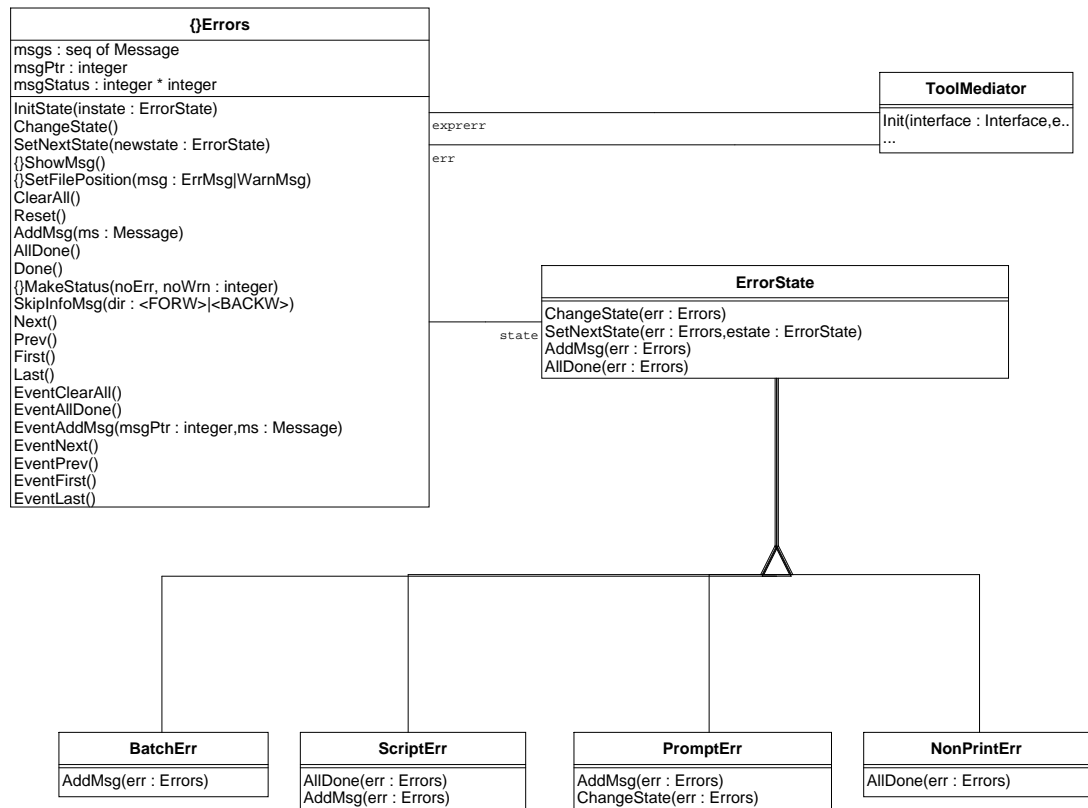 {}Errors
msgs : seq of Message
msgPtr : integer
msgStatus : integer * integer
InitState(instate : ErrorState)
ChangeState()
SetNextState(newstate : ErrorState)
{}ShowMsg()
{}SetFilePosition(msg : ErrMsg|WarnMsg)
ClearAll()
Reset()
AddMsg(ms : Message)
AllDone()
Done()
{}MakeStatus(noErr, noWrn : integer)
SkipInfoMsg(dir : <FORW>|<BACKW>)
Next()
Prev()
First()
Last()
EventClearAll()
EventAllDone()
EventAddMsg(msgPtr : integer,ms : Message)
EventNext()
EventPrev()
EventFirst()
EventLast()
exprerr
err
ToolMediator
Init(interface : Interface,e..
...
state
ErrorState
ChangeState(err : Errors)
SetNextState(err : Errors,estate : ErrorState)
AddMsg(err : Errors)
AllDone(err : Errors)
BatchErr
AddMsg(err : Errors)
ScriptErr
AllDone(err : Errors)
AddMsg(err : Errors)
PromptErr
AddMsg(err : Errors)
ChangeState(err : Errors)
NonPrintErr
AllDone(err : Errors)